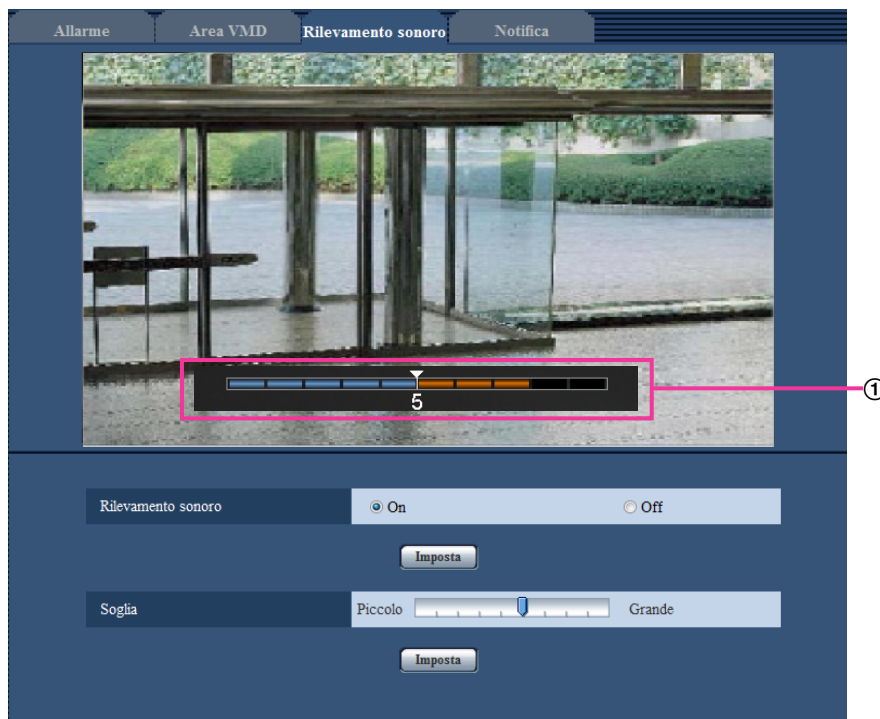 Allarme Area VMD Rilevamento sonoro Notifica
5
①
Rilevamento sonoro On Off
Imposta
Soglia Piccolo Grande
Imposta